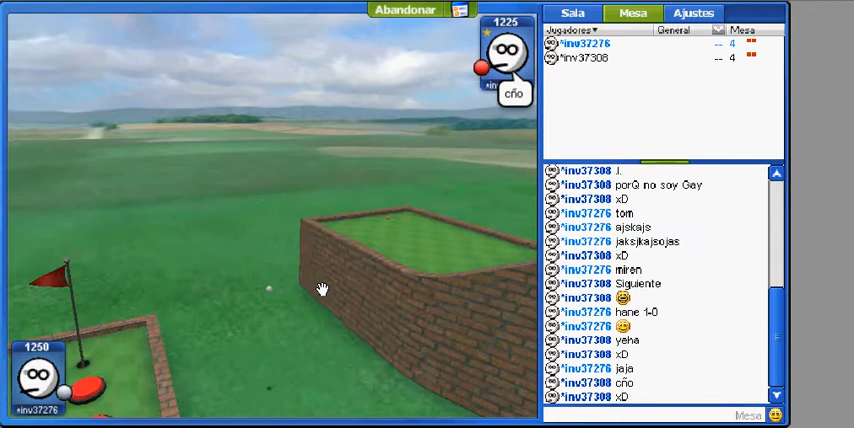 Abandonar
1225
cño
1250
*inv37276
Sala Mesa Ajustes
Jugadores General Mesa
*inv37276 -- 4
*inv37308 -- 4
*inv37308 .l.
*inv37308 porQ no soy Gay
*inv37308 xD
*inv37276 tom
*inv37276 ajskajs
*inv37276 jaksjkajsojas
*inv37308 xD
*inv37276 miren
*inv37308 Siguiente
*inv37308
*inv37276 hane 1-0
*inv37276
*inv37308 yeha
*inv37308 xD
*inv37276 jaja
*inv37308 cño
*inv37308 xD
Mesa